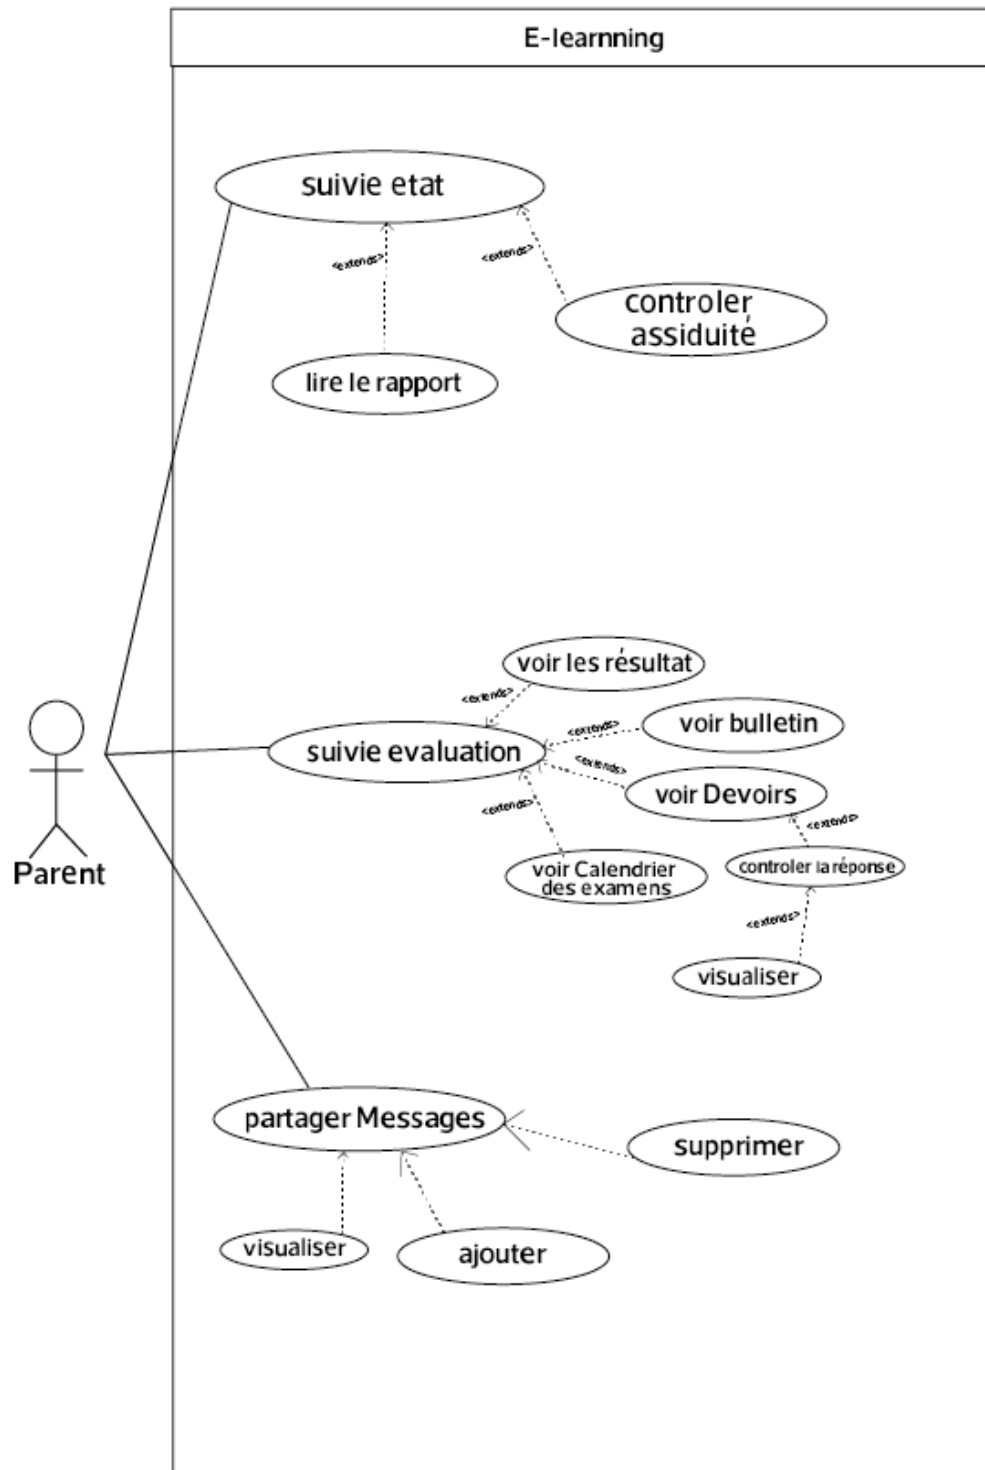 E-learnning
suivie etat
<extends>
<extends>
controler
assiduité
lire le rapport
voir les résultat
<extends>
voir bulletin
<extends>
suivie evaluation
<extends>
voir Devoirs
<extends>
<extends>
voir Calendrier
des examens
controler la réponse
<extends>
visualiser
Parent
partager Messages
supprimer
visualiser
ajouter